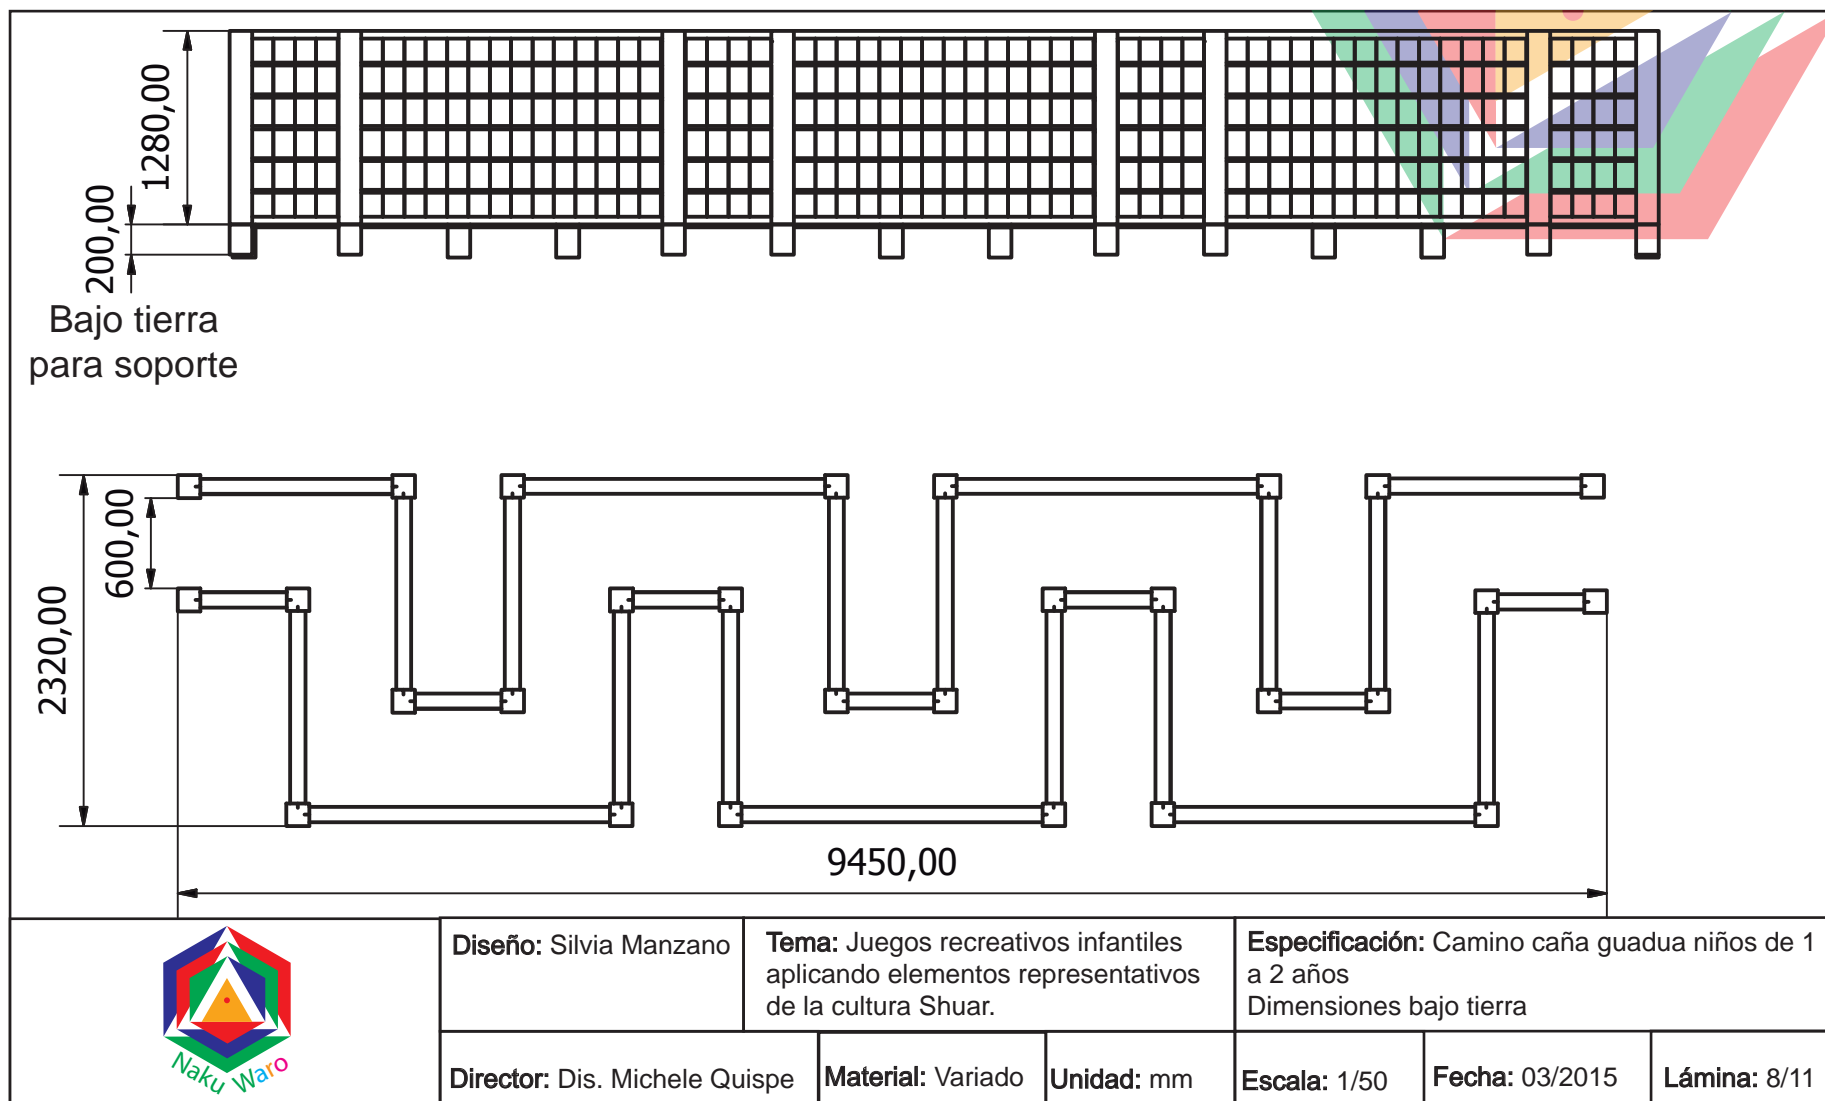 1280,00
200,00
Bajo tierra
para soporte
600,00
2320,00
9450,00
Naku Waro
Diseño: Silvia Manzano
Tema: Juegos recreativos infantiles
aplicando elementos representativos
de la cultura Shuar.
Especificación: Camino caña guadua niños de 1
a 2 años
Dimensiones bajo tierra
Director: Dis. Michele Quispe
Material: Variado
Unidad: mm
Escala: 1/50
Fecha: 03/2015
Lámina: 8/11